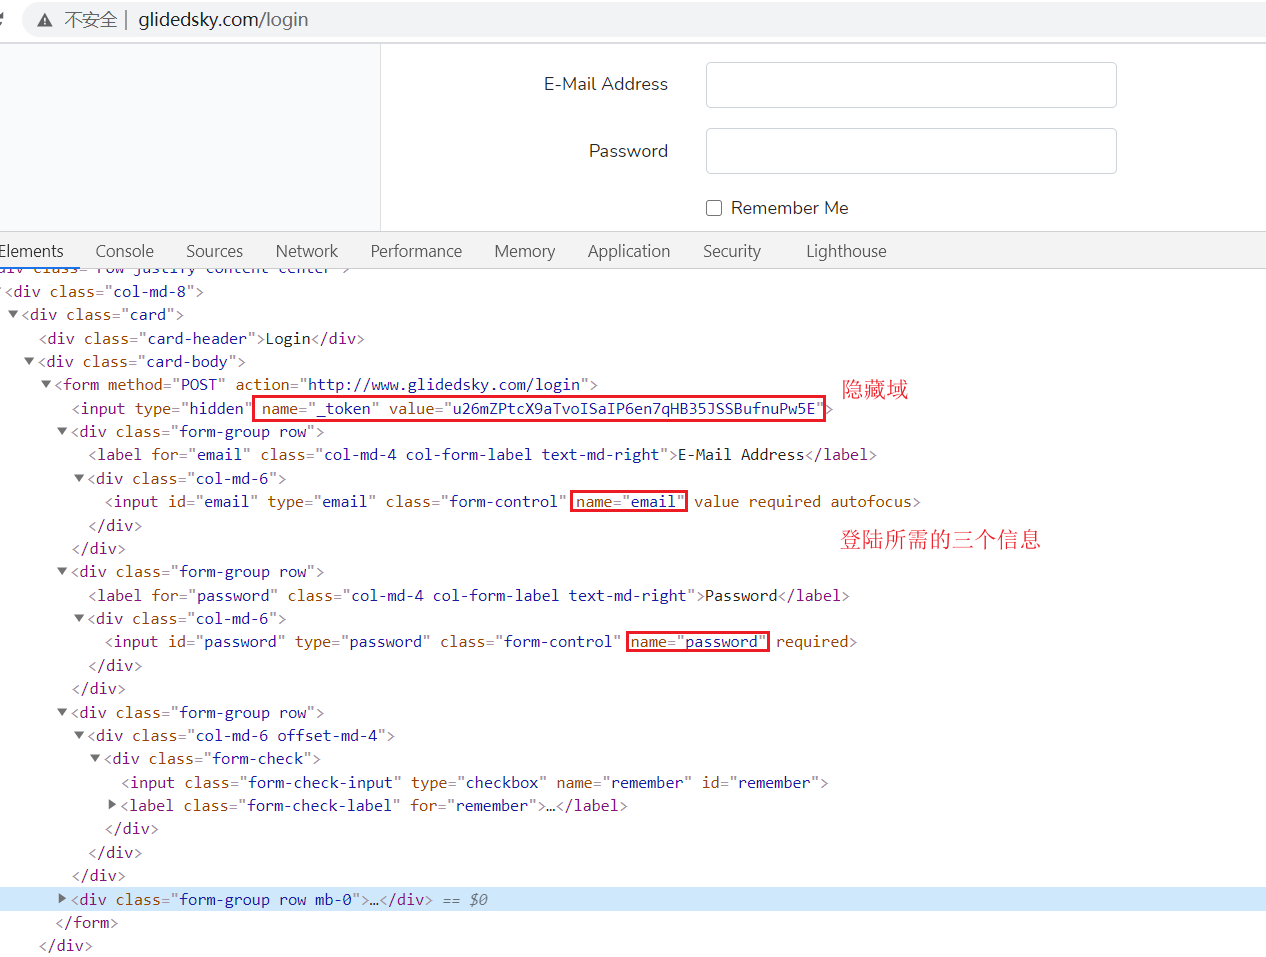 不安全 | glidedsky.com/login
E-Mail Address
Password
Remember Me
Elements Console Sources Network Performance Memory Application Security Lighthouse
div class="row justify-content-center">
<div class="col-md-8">
<div class="card">
<div class="card-header">Login</div>
<div class="card-body">
<form method="POST" action="http://www.glidedsky.com/login">
隐藏域
<input type="hidden" name="_token" value="u26mZPtcX9aTvoISaIP6en7qHB35JSSBufnuPw5E">
<div class="form-group row">
<label for="email" class="col-md-4 col-form-label text-md-right">E-Mail Address</label>
<div class="col-md-6">
<input id="email" type="email" class="form-control" name="email" value required autofocus>
</div>
登陆所需的三个信息
</div>
<div class="form-group row">
<label for="password" class="col-md-4 col-form-label text-md-right">Password</label>
<div class="col-md-6">
<input id="password" type="password" class="form-control" name="password" required>
</div>
</div>
<div class="form-group row">
<div class="col-md-6 offset-md-4">
<div class="form-check">
<input class="form-check-input" type="checkbox" name="remember" id="remember">
<label class="form-check-label" for="remember">…</label>
</div>
</div>
</div>
<div class="form-group row mb-0">…</div> == $0
</form>
</div>